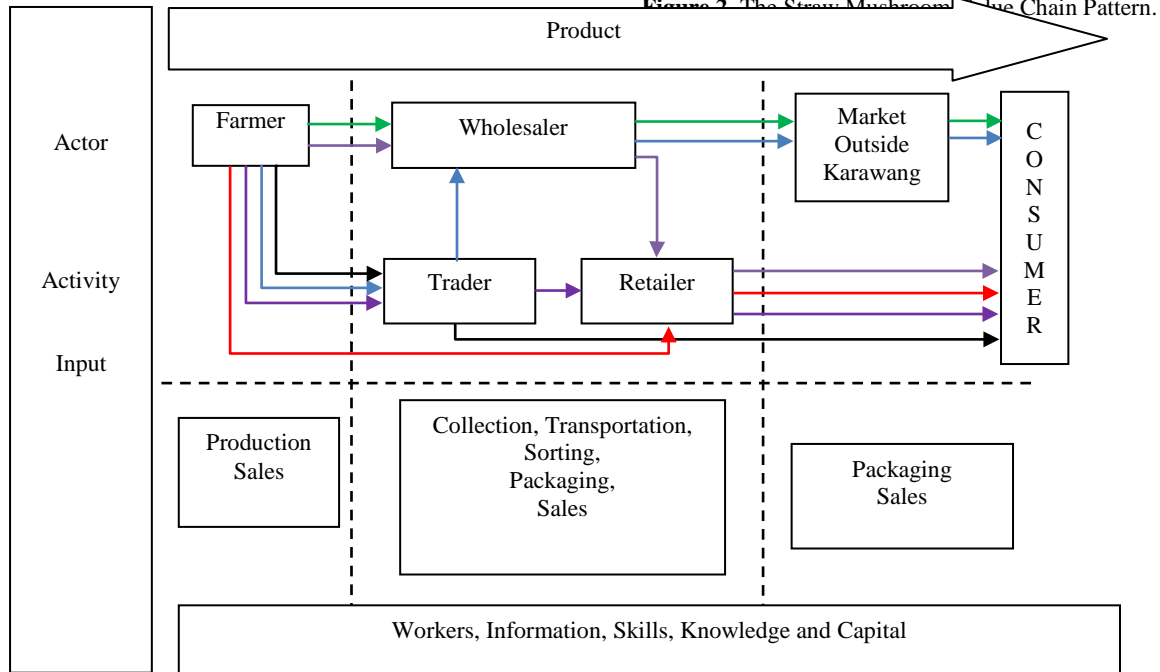 Figure 2. The Straw Mushroom lue Chain Pattern.
Product
Actor
Activity
Input
Farmer
Wholesaler
Market
Outside
Karawang
Trader
Retailer
C
O
N
S
U
M
E
R
Production
Sales
Collection, Transportation,
Sorting,
Packaging,
Sales
Packaging
Sales
Workers, Information, Skills, Knowledge and Capital